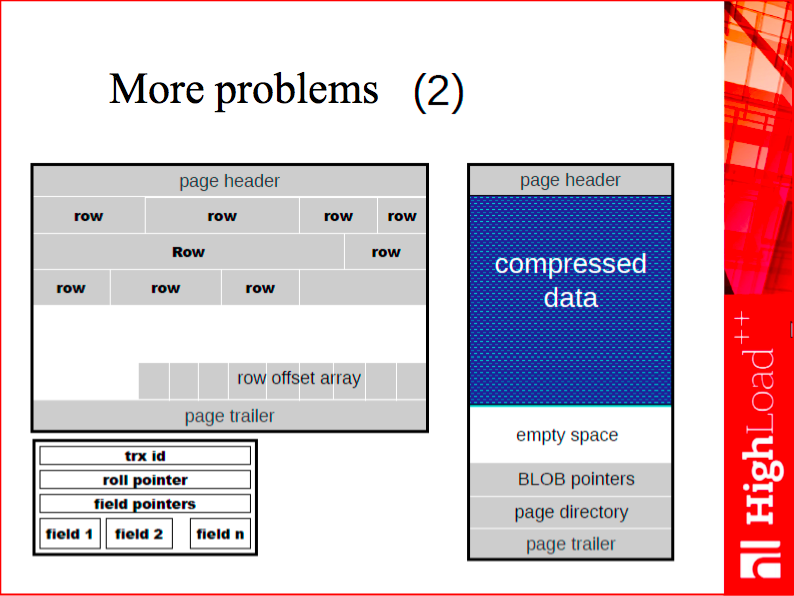 More problems (2)
page header
row row row row
Row row
row row row
row offset array
page trailer
trx id
roll pointer
field pointers
field 1 field 2 field n
page header
compressed
data
empty space
BLOB pointers
page directory
page trailer
HighLoad++